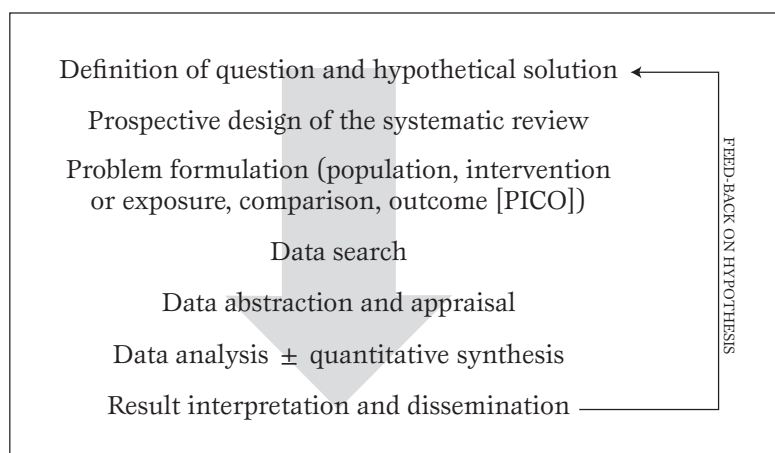 Definition of question and hypothetical solution
Prospective design of the systematic review
Problem formulation (population, intervention
or exposure, comparison, outcome [PICO])
Data search
Data abstraction and appraisal
Data analysis ± quantitative synthesis
Result interpretation and dissemination
FEED-BACK ON HYPOTHESIS